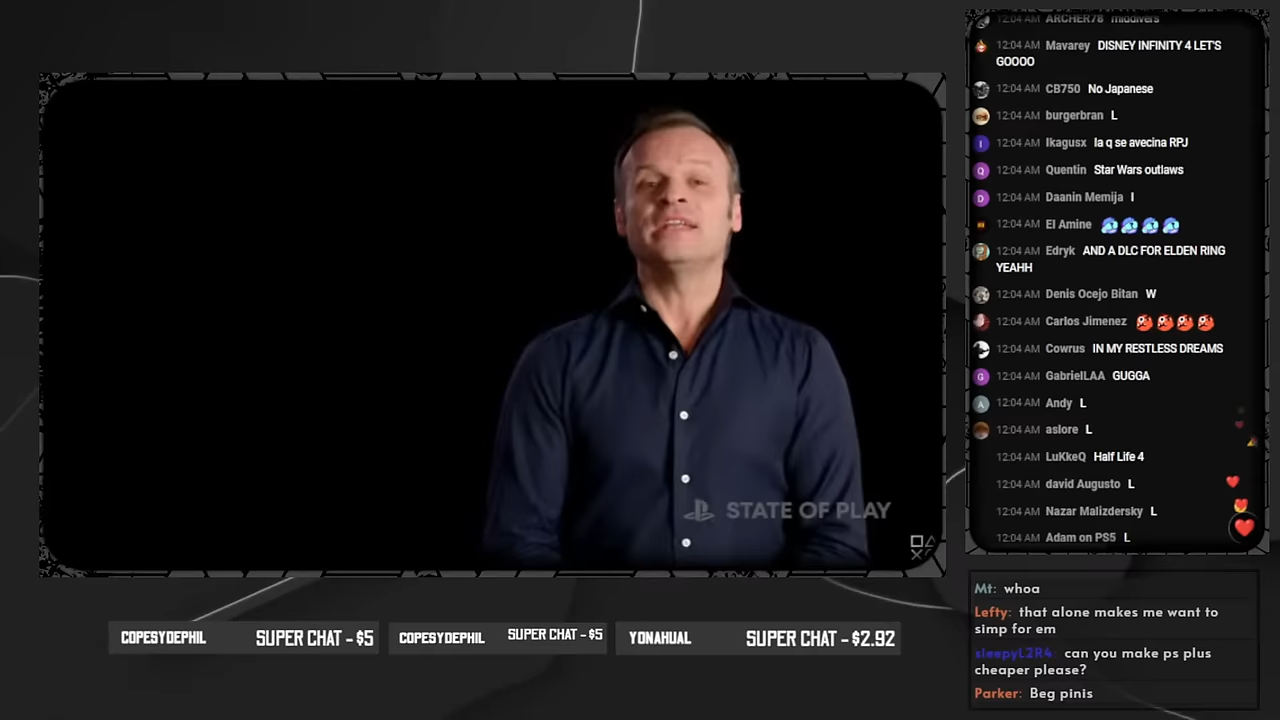 12:04 AM ARCHER78 middivers
12:04 AM Mavarey DISNEY INFINITY 4 LET'S
GOOOO
12:04 AM CB750 No Japanese
12:04 AM burgerbran L
12:04 AM Ikagusx la q se avecina RPJ
12:04 AM Quentin Star Wars outlaws
12:04 AM Daanin Memija I
12:04 AM El Amine
12:04 AM Edryk AND A DLC FOR ELDEN RING
YEAHH
12:04 AM Denis Ocejo Bitan W
12:04 AM Carlos Jimenez
12:04 AM Cowrus IN MY RESTLESS DREAMS
12:04 AM GabrielLAA GUGGA
12:04 AM Andy L
12:04 AM aslore L
12:04 AM LuKkeQ Half Life 4
12:04 AM david Augusto L
12:04 AM Nazar Malizdersky L
12:04 AM Adam on PS5 L
STATE OF PLAY
Mt: whoa
Lefty: that alone makes me want to
simp for em
sleepyL2R4: can you make ps plus
cheaper please?
Parker: Beg pinis
COPESYDEPHIL SUPER CHAT - $5
COPESYDEPHIL SUPER CHAT - $5
YONAHUAL SUPER CHAT - $2.92